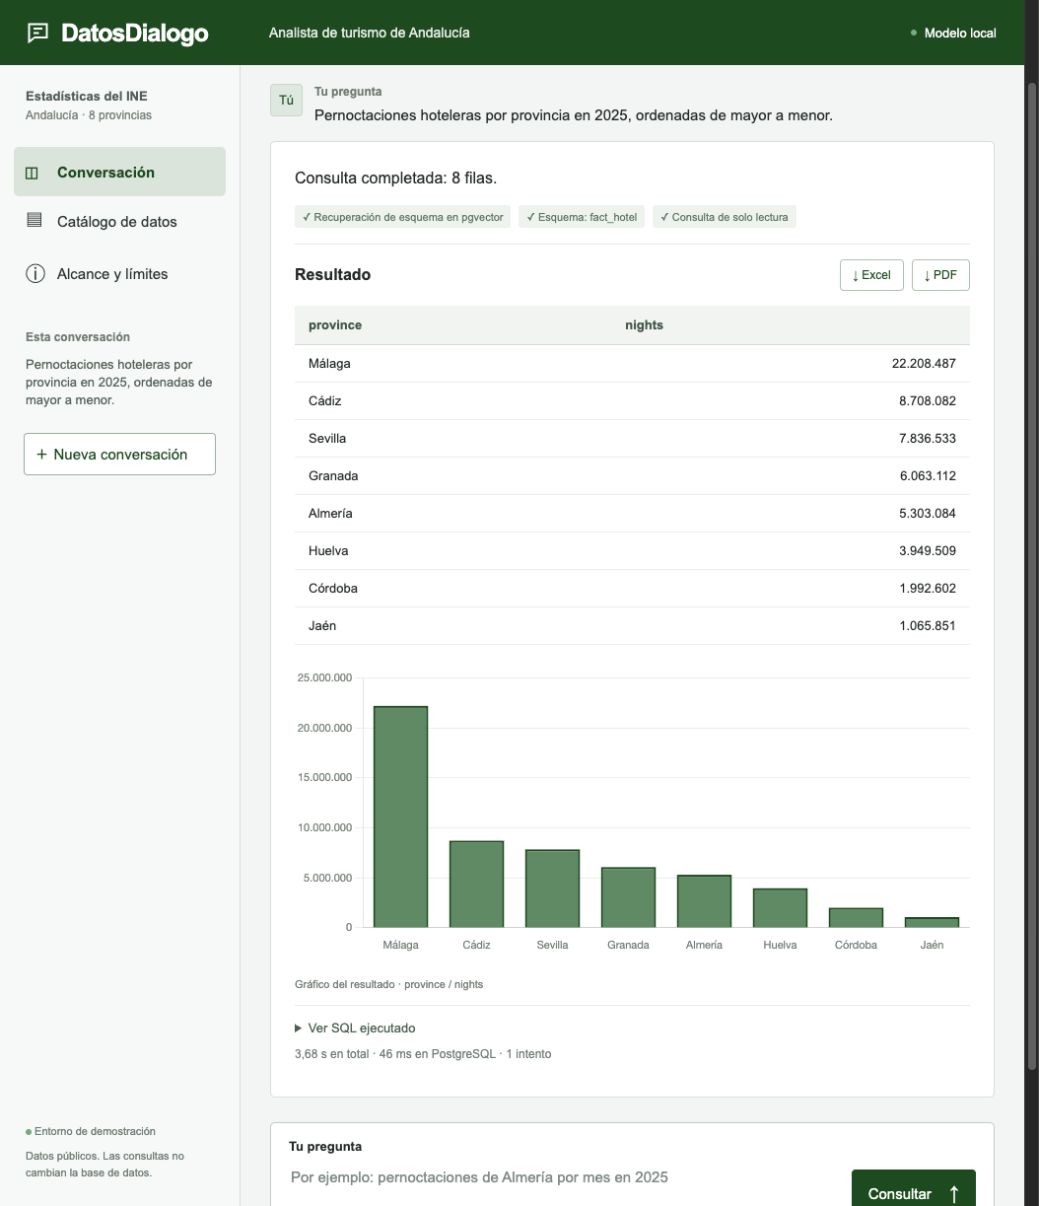 DatosDialogo
Analista de turismo de Andalucía
Modelo local
Estadísticas del INE
Andalucía · 8 provincias
Conversación
Catálogo de datos
Alcance y límites
Esta conversación
Pernoctaciones hoteleras por
provincia en 2025, ordenadas de
mayor a menor.
+ Nueva conversación
Entorno de demostración
Datos públicos. Las consultas no
cambian la base de datos.
Tú
Tu pregunta
Pernoctaciones hoteleras por provincia en 2025, ordenadas de mayor a menor.
Consulta completada: 8 filas.
✓ Recuperación de esquema en pgvector ✓ Esquema: fact_hotel ✓ Consulta de solo lectura
Resultado
↓ Excel ↓ PDF
province nights
Málaga 22.208.487
Cádiz 8.708.082
Sevilla 7.836.533
Granada 6.063.112
Almería 5.303.084
Huelva 3.949.509
Córdoba 1.992.602
Jaén 1.065.851
25.000.000
20.000.000
15.000.000
10.000.000
5.000.000
0
Málaga Cádiz Sevilla Granada Almería Huelva Córdoba Jaén
Gráfico del resultado · province / nights
▶ Ver SQL ejecutado
3,68 s en total · 46 ms en PostgreSQL · 1 intento
Tu pregunta
Por ejemplo: pernoctaciones de Almería por mes en 2025
Consultar ↑